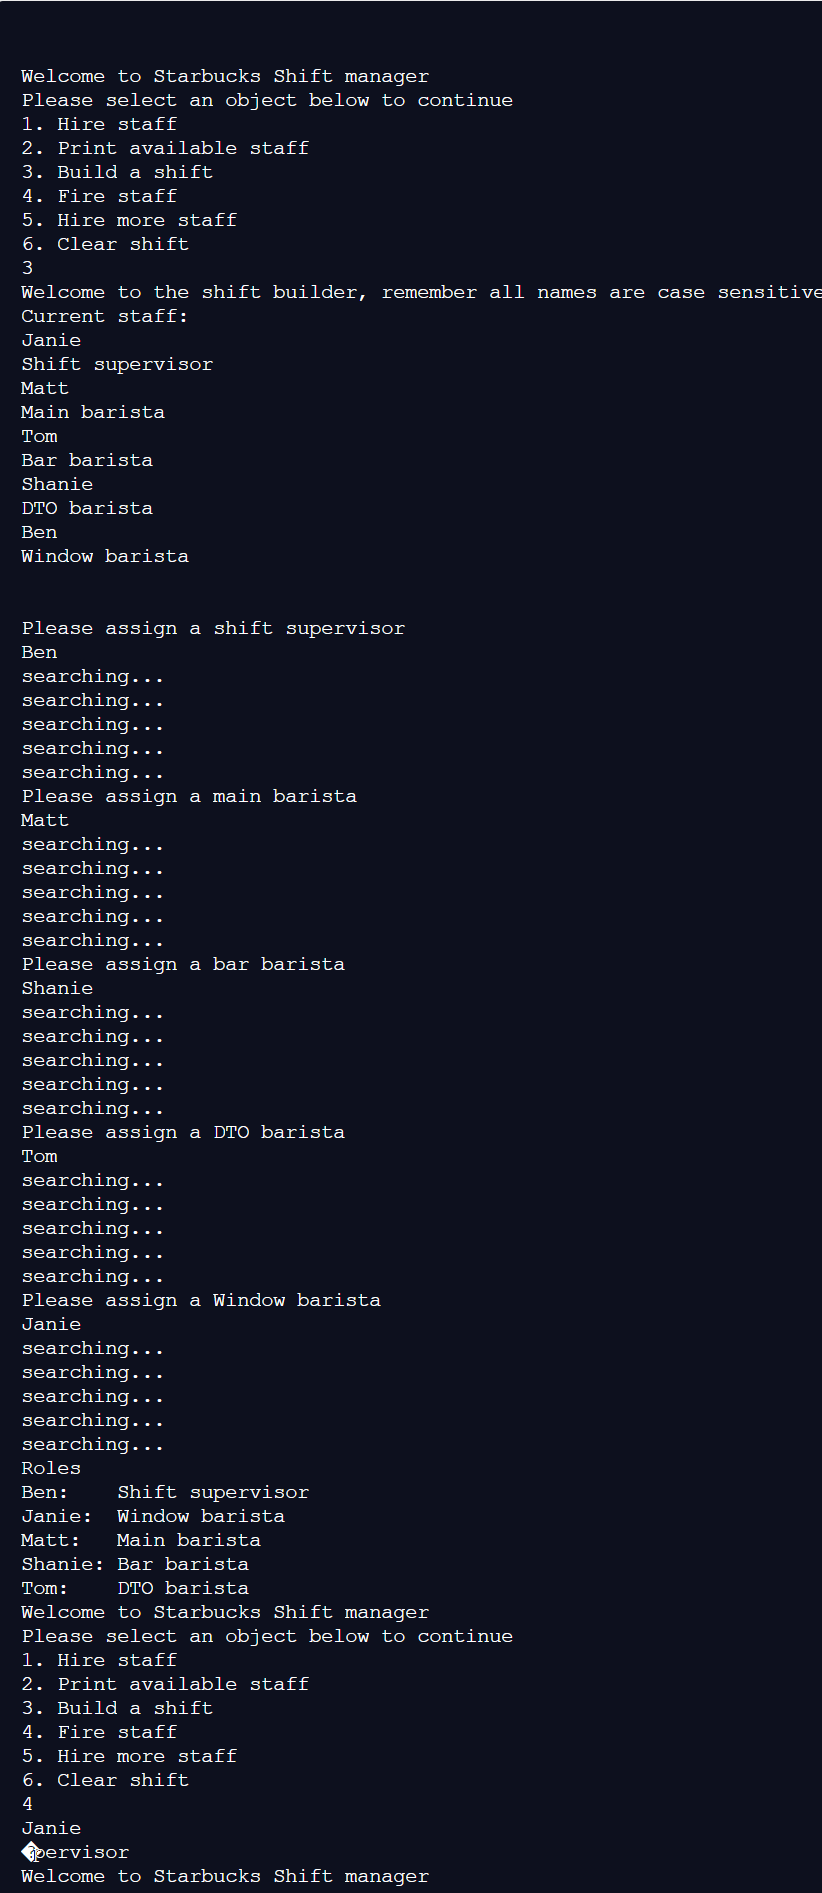 Welcome to Starbucks Shift manager
Please select an object below to continue
1. Hire staff
2. Print available staff
3. Build a shift
4. Fire staff
5. Hire more staff
6. Clear shift
3
Welcome to the shift builder, remember all names are case sensitive
Current staff:
Janie
Shift supervisor
Matt
Main barista
Tom
Bar barista
Shanie
DTO barista
Ben
Window barista
Please assign a shift supervisor
Ben
searching...
searching...
searching...
searching...
searching...
Please assign a main barista
Matt
searching...
searching...
searching...
searching...
searching...
Please assign a bar barista
Shanie
searching...
searching...
searching...
searching...
searching...
Please assign a DTO barista
Tom
searching...
searching...
searching...
searching...
searching...
Please assign a Window barista
Janie
searching...
searching...
searching...
searching...
searching...
Roles
Ben:    Shift supervisor
Janie:  Window barista
Matt:   Main barista
Shanie: Bar barista
Tom:    DTO barista
Welcome to Starbucks Shift manager
Please select an object below to continue
1. Hire staff
2. Print available staff
3. Build a shift
4. Fire staff
5. Hire more staff
6. Clear shift
4
Janie
�pervisor
Welcome to Starbucks Shift manager